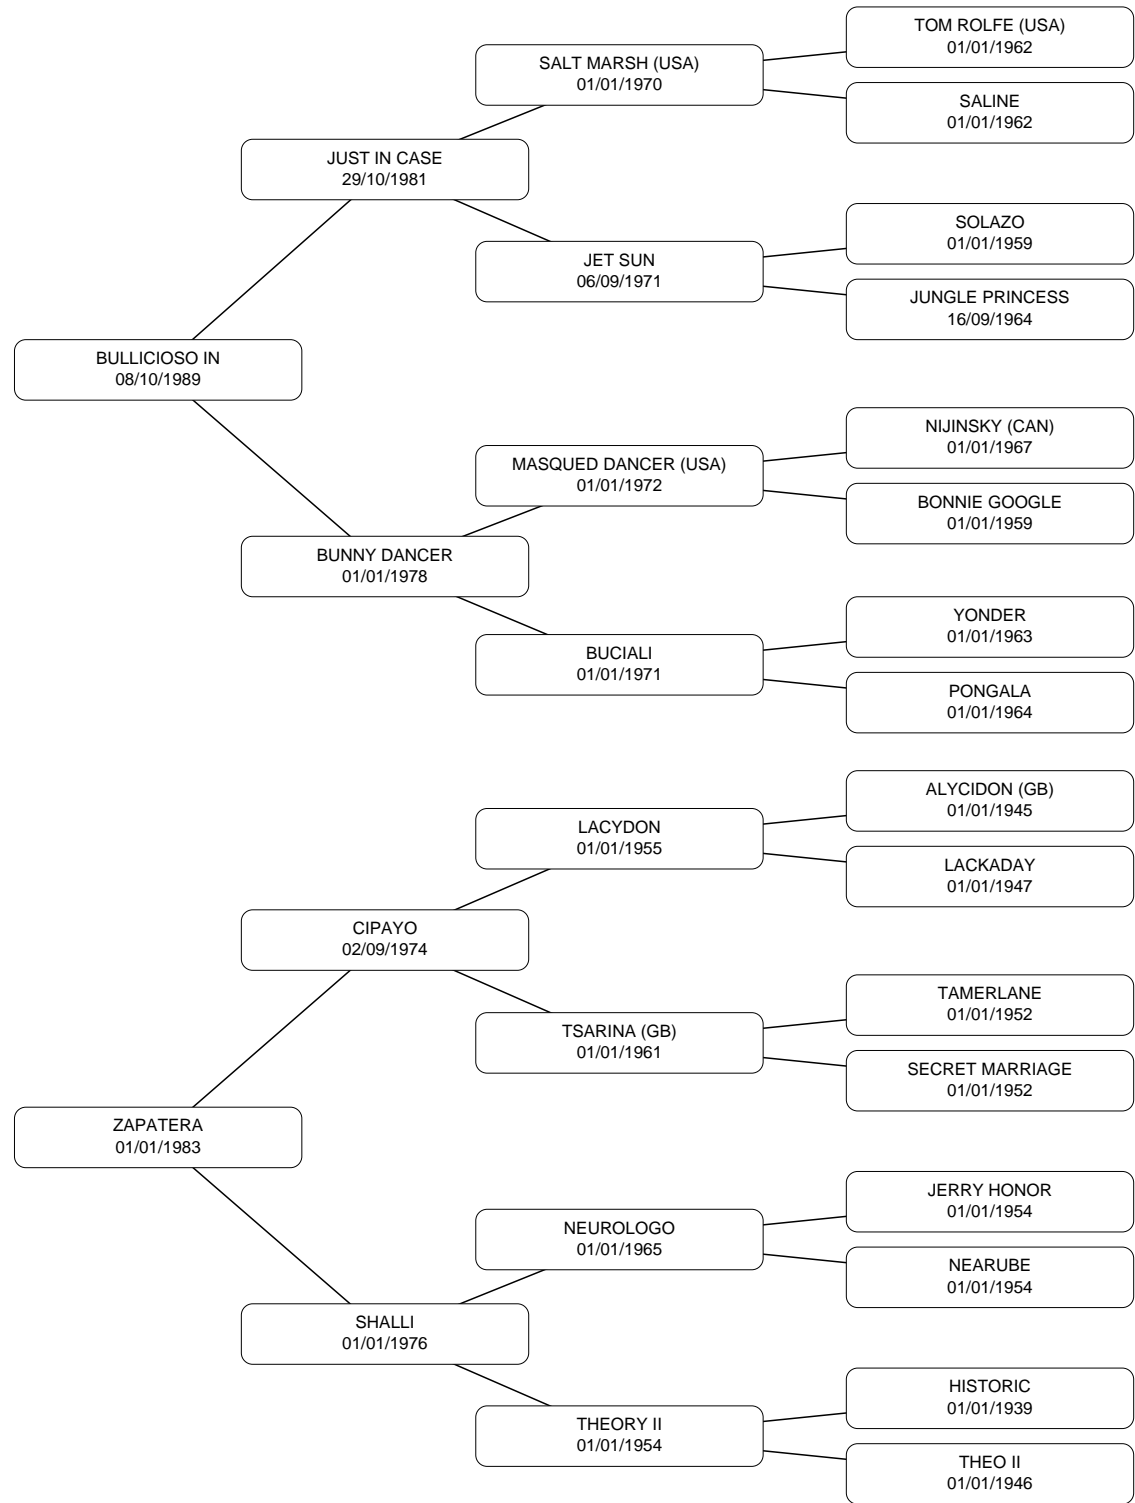 TOM ROLFE (USA)
01/01/1962
SALT MARSH (USA)
01/01/1970
SALINE
01/01/1962
JUST IN CASE
29/10/1981
SOLAZO
01/01/1959
JET SUN
06/09/1971
JUNGLE PRINCESS
16/09/1964
BULLICIOSO IN
08/10/1989
NIJINSKY (CAN)
01/01/1967
MASQUED DANCER (USA)
01/01/1972
BONNIE GOOGLE
01/01/1959
BUNNY DANCER
01/01/1978
YONDER
01/01/1963
BUCIALI
01/01/1971
PONGALA
01/01/1964
ALYCIDON (GB)
01/01/1945
LACYDON
01/01/1955
LACKADAY
01/01/1947
CIPAYO
02/09/1974
TAMERLANE
01/01/1952
TSARINA (GB)
01/01/1961
SECRET MARRIAGE
01/01/1952
ZAPATERA
01/01/1983
JERRY HONOR
01/01/1954
NEUROLOGO
01/01/1965
NEARUBE
01/01/1954
SHALLI
01/01/1976
HISTORIC
01/01/1939
THEORY II
01/01/1954
THEO II
01/01/1946